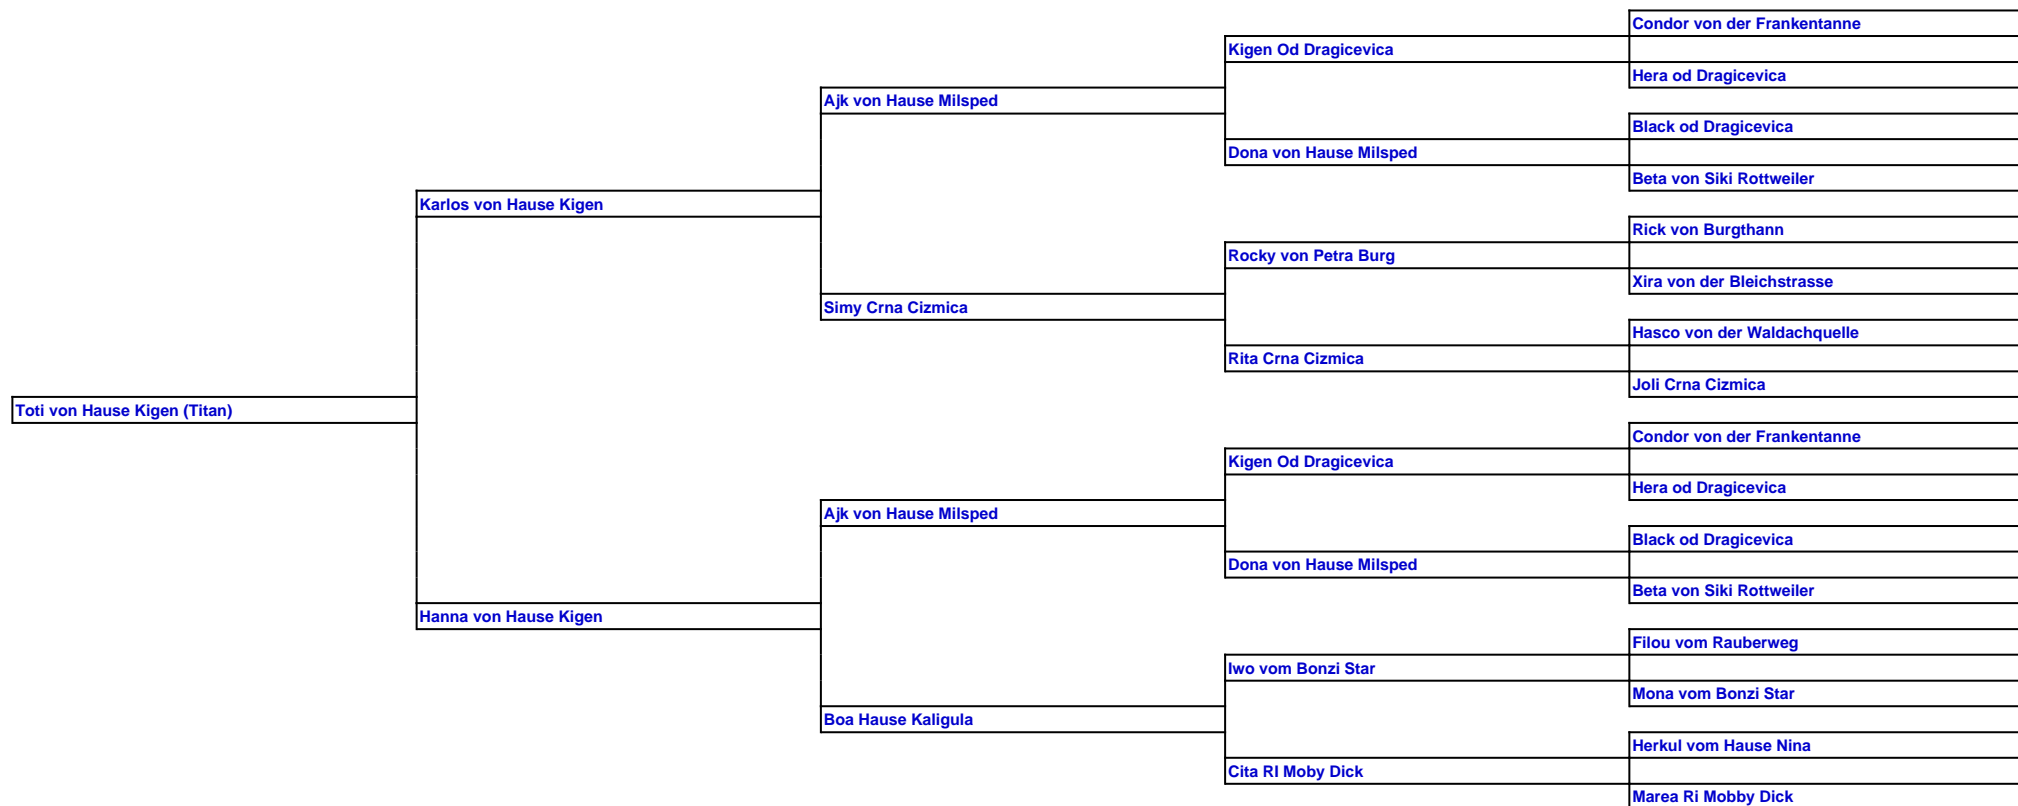 Condor von der Frankentanne
Kigen Od Dragicevica
Hera od Dragicevica
Ajk von Hause Milsped
Black od Dragicevica
Dona von Hause Milsped
Beta von Siki Rottweiler
Karlos von Hause Kigen
Rick von Burgthann
Rocky von Petra Burg
Xira von der Bleichstrasse
Simy Crna Cizmica
Hasco von der Waldachquelle
Rita Crna Cizmica
Joli Crna Cizmica
Toti von Hause Kigen (Titan)
Condor von der Frankentanne
Kigen Od Dragicevica
Hera od Dragicevica
Ajk von Hause Milsped
Black od Dragicevica
Dona von Hause Milsped
Beta von Siki Rottweiler
Hanna von Hause Kigen
Filou vom Rauberweg
Iwo vom Bonzi Star
Mona vom Bonzi Star
Boa Hause Kaligula
Herkul vom Hause Nina
Cita RI Moby Dick
Marea Ri Mobby Dick